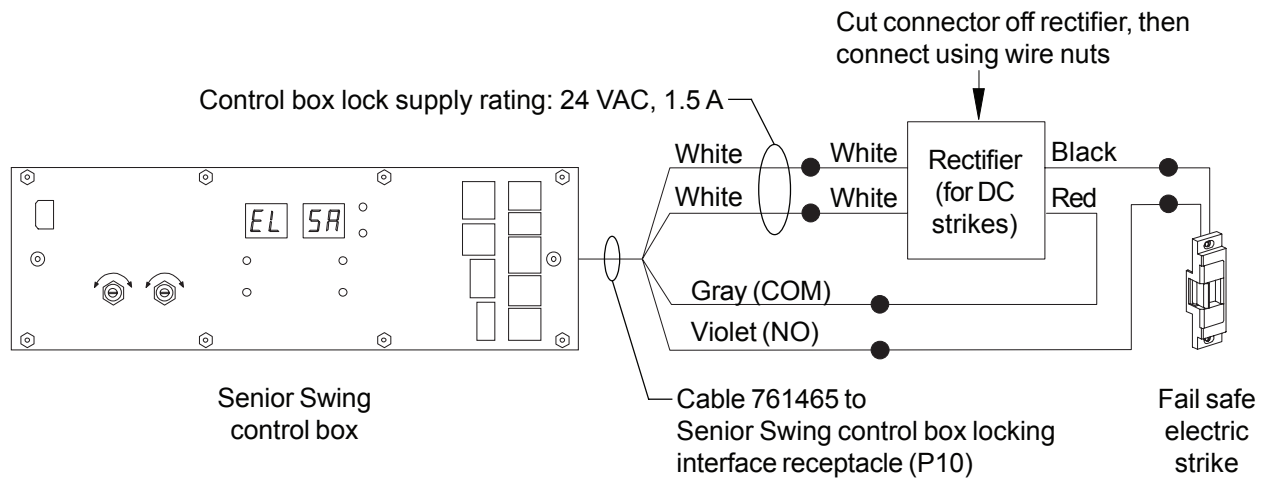 Cut connector off rectifier, then
connect using wire nuts
Control box lock supply rating: 24 VAC, 1.5 A
White
White
Rectifier
(for DC
strikes)
Black
White
White
Red
EL
SA
Gray (COM)
Violet (NO)
Senior Swing
control box
Cable 761465 to
Senior Swing control box locking
interface receptacle (P10)
Fail safe
electric
strike